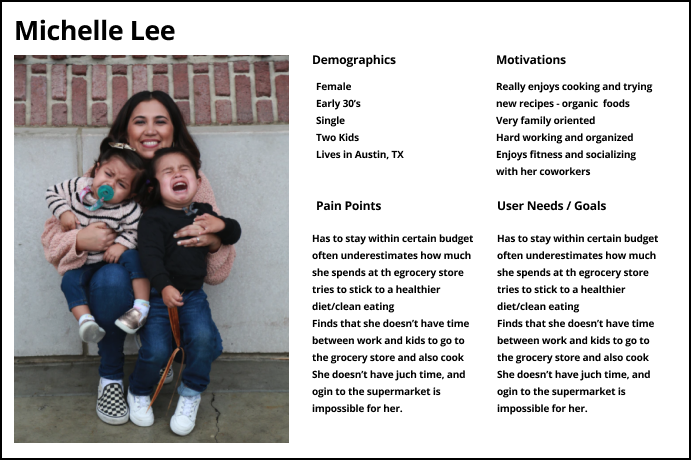 Michelle Lee
Demographics
Female
Early 30's
Single
Two Kids
Lives in Austin, TX
Motivations
Really enjoys cooking and trying
new recipes - organic  foods
Very family oriented
Hard working and organized
Enjoys fitness and socializing
with her coworkers
Pain Points
Has to stay within certain budget
often underestimates how much
she spends at th egrocery store
tries to stick to a healthier
diet/clean eating
Finds that she doesn't have time
between work and kids to go to
the grocery store and also cook
She doesn't have juch time, and
ogin to the supermarket is
impossible for her.
User Needs / Goals
Has to stay within certain budget
often underestimates how much
she spends at th egrocery store
tries to stick to a healthier
diet/clean eating
Finds that she doesn't have time
between work and kids to go to
the grocery store and also cook
She doesn't have juch time, and
ogin to the supermarket is
impossible for her.